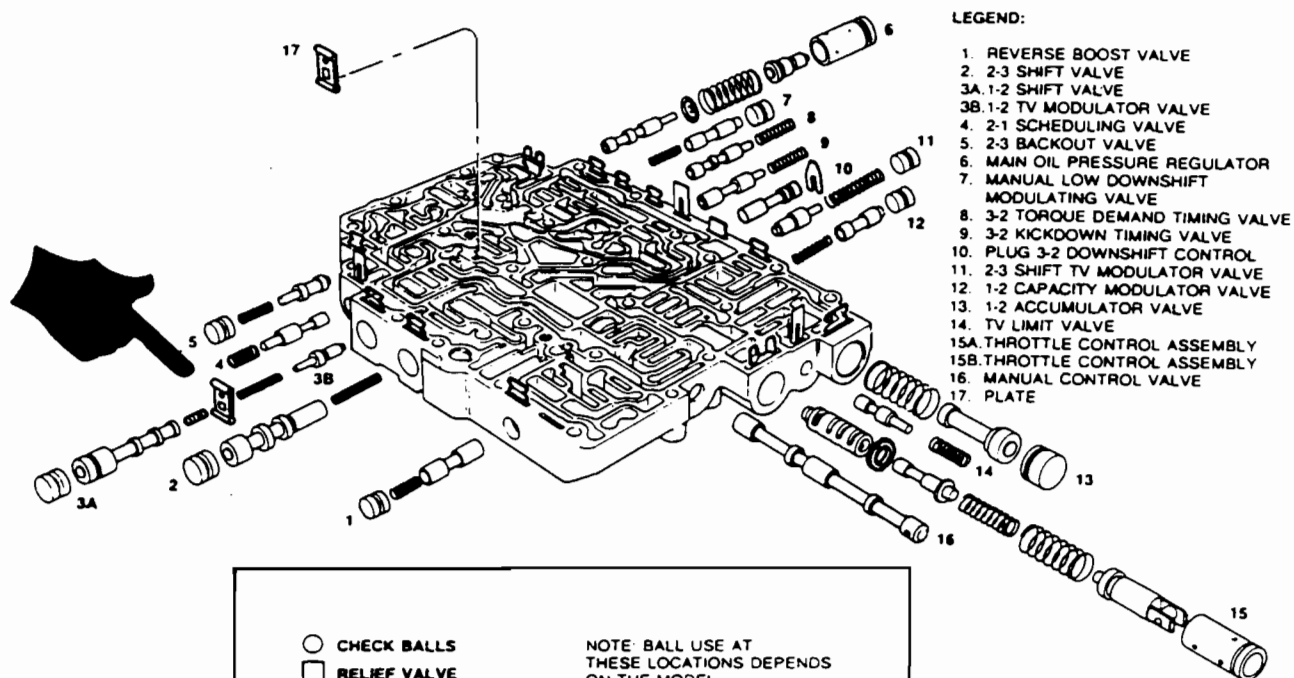 LEGEND:
1. REVERSE BOOST VALVE
2. 2-3 SHIFT VALVE
3A. 1-2 SHIFT VALVE
3B. 1-2 TV MODULATOR VALVE
4. 2-1 SCHEDULING VALVE
5. 2-3 BACKOUT VALVE
6. MAIN OIL PRESSURE REGULATOR
7. MANUAL LOW DOWNSHIFT
MODULATING VALVE
8. 3-2 TORQUE DEMAND TIMING VALVE
9. 3-2 KICKDOWN TIMING VALVE
10. PLUG 3-2 DOWNSHIFT CONTROL
11. 2-3 SHIFT TV MODULATOR VALVE
12. 1-2 CAPACITY MODULATOR VALVE
13. 1-2 ACCUMULATOR VALVE
14. TV LIMIT VALVE
15A. THROTTLE CONTROL ASSEMBLY
15B. THROTTLE CONTROL ASSEMBLY
16. MANUAL CONTROL VALVE
17. PLATE
17
6
7
8
9
10
11
12
5
4
3B
3A
2
1
14
13
16
15
CHECK BALLS
RELIEF VALVE
NOTE: BALL USE AT
THESE LOCATIONS DEPENDS
ON THE MODEL